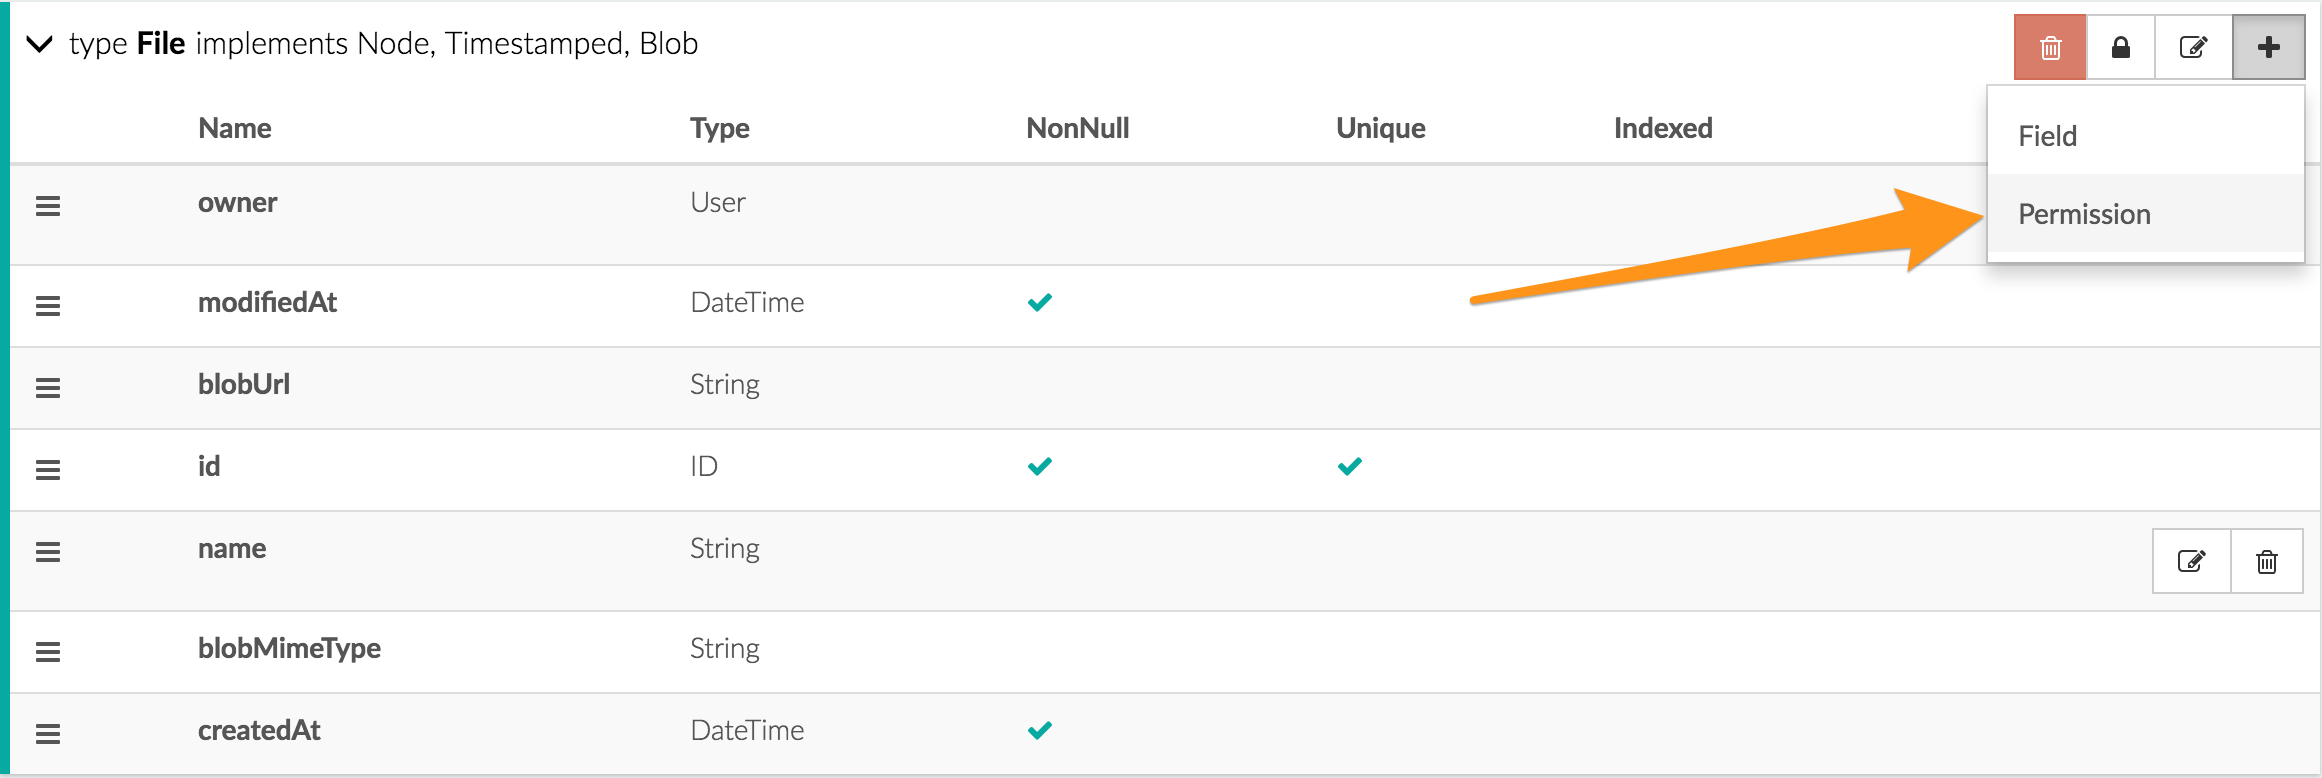 type File implements Node, Timestamped, Blob
Name Type NonNull Unique Indexed
Field
owner User
Permission
modifiedAt DateTime
blobUrl String
id ID
name String
blobMimeType String
createdAt DateTime